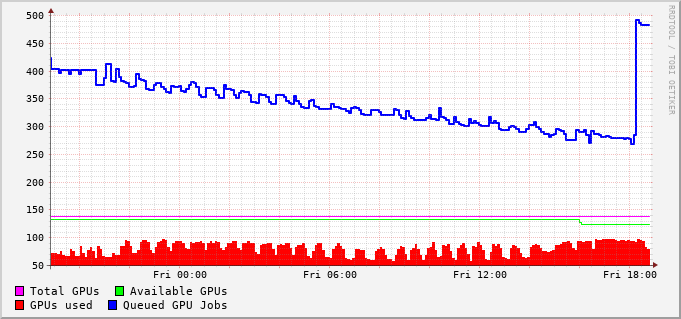 500
450
400
350
300
250
200
150
100
50
Fri 00:00 Fri 06:00 Fri 12:00 Fri 18:00
Total GPUs Available GPUs
GPUs used Queued GPU Jobs
RRDTOOL / TOBI OETIKER